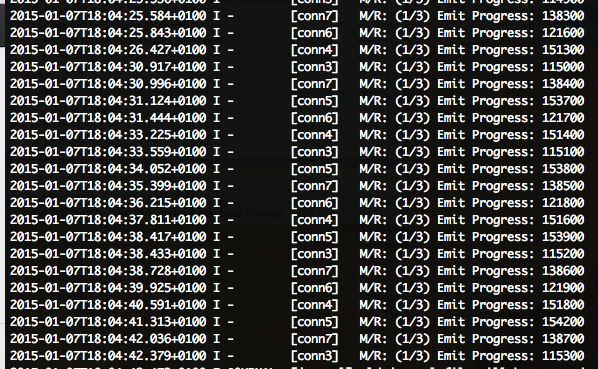 2015-01-07T18:04:25.584+0100 I - [conn7] M/R: (1/3) Emit Progress: 138300
2015-01-07T18:04:25.843+0100 I - [conn6] M/R: (1/3) Emit Progress: 121600
2015-01-07T18:04:26.427+0100 I - [conn4] M/R: (1/3) Emit Progress: 151300
2015-01-07T18:04:30.917+0100 I - [conn3] M/R: (1/3) Emit Progress: 115000
2015-01-07T18:04:30.996+0100 I - [conn7] M/R: (1/3) Emit Progress: 138400
2015-01-07T18:04:31.124+0100 I - [conn5] M/R: (1/3) Emit Progress: 153700
2015-01-07T18:04:31.444+0100 I - [conn6] M/R: (1/3) Emit Progress: 121700
2015-01-07T18:04:33.225+0100 I - [conn4] M/R: (1/3) Emit Progress: 151400
2015-01-07T18:04:33.559+0100 I - [conn3] M/R: (1/3) Emit Progress: 115100
2015-01-07T18:04:34.052+0100 I - [conn5] M/R: (1/3) Emit Progress: 153800
2015-01-07T18:04:35.399+0100 I - [conn7] M/R: (1/3) Emit Progress: 138500
2015-01-07T18:04:36.215+0100 I - [conn6] M/R: (1/3) Emit Progress: 121800
2015-01-07T18:04:37.811+0100 I - [conn4] M/R: (1/3) Emit Progress: 151600
2015-01-07T18:04:38.417+0100 I - [conn5] M/R: (1/3) Emit Progress: 153900
2015-01-07T18:04:38.433+0100 I - [conn3] M/R: (1/3) Emit Progress: 115200
2015-01-07T18:04:38.728+0100 I - [conn7] M/R: (1/3) Emit Progress: 138600
2015-01-07T18:04:39.925+0100 I - [conn6] M/R: (1/3) Emit Progress: 121900
2015-01-07T18:04:40.591+0100 I - [conn4] M/R: (1/3) Emit Progress: 151800
2015-01-07T18:04:41.313+0100 I - [conn5] M/R: (1/3) Emit Progress: 154200
2015-01-07T18:04:42.036+0100 I - [conn7] M/R: (1/3) Emit Progress: 138700
2015-01-07T18:04:42.379+0100 I - [conn3] M/R: (1/3) Emit Progress: 115300